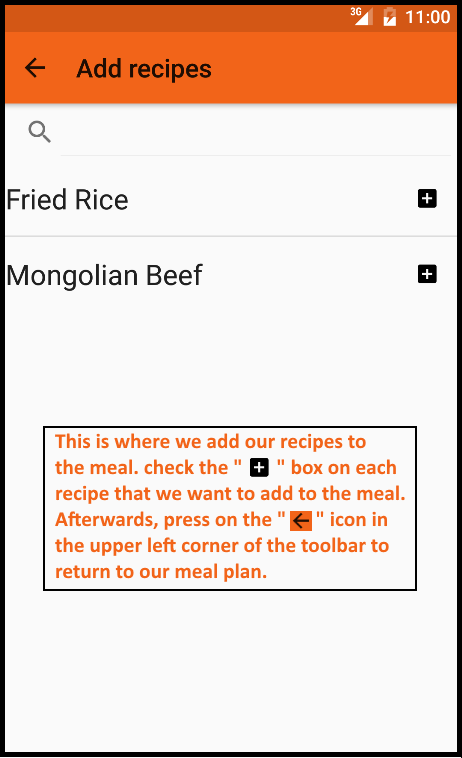 3G 11:00
Add recipes
Fried Rice
Mongolian Beef
This is where we add our recipes to
the meal. check the " " box on each
recipe that we want to add to the meal.
Afterwards, press on the " " icon in
the upper left corner of the toolbar to
return to our meal plan.